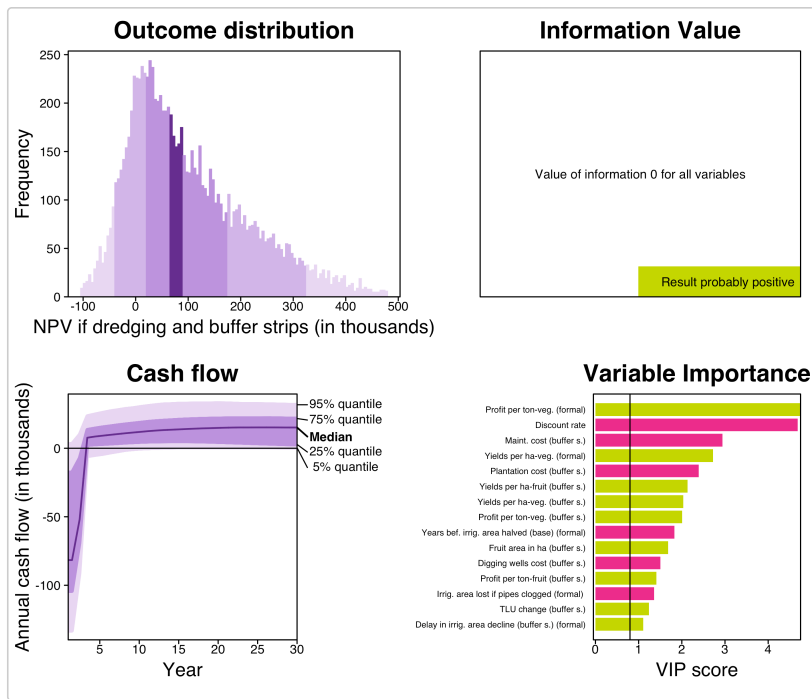 Outcome distribution
Frequency
250
200
150
100
50
0
-100 0 100 200 300 400 500
NPV if dredging and buffer strips (in thousands)
Information Value
Value of information 0 for all variables
Result probably positive
Cash flow
Annual cash flow (in thousands)
0
-50
-100
95% quantile
75% quantile
Median
25% quantile
5% quantile
5 10 15 20 25 30
Year
Variable Importance
Profit per ton-veg. (formal)
Discount rate
Maint. cost (buffer s.)
Yields per ha-veg. (formal)
Plantation cost (buffer s.)
Yields per ha-fruit (buffer s.)
Yields per ha-veg. (buffer s.)
Profit per ton-veg. (buffer s.)
Years bef. irrig. area halved (base) (formal)
Fruit area in ha (buffer s.)
Digging wells cost (buffer s.)
Profit per ton-fruit (buffer s.)
Irrig. area lost if pipes clogged (formal)
TLU change (buffer s.)
Delay in irrig. area decline (buffer s.) (formal)
0 1 2 3 4
VIP score